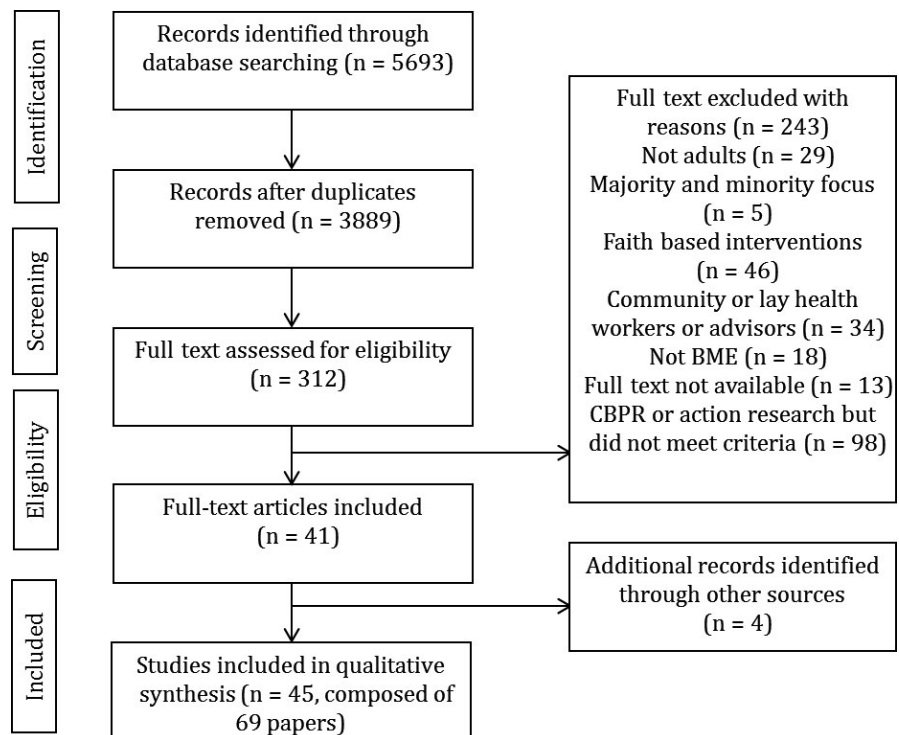 Identification
Records identified through
database searching (n = 5693)
Records after duplicates
removed (n = 3889)
Screening
Full text assessed for eligibility
(n = 312)
Full text excluded with
reasons (n = 243)
Not adults (n = 29)
Majority and minority focus
(n = 5)
Faith based interventions
(n = 46)
Community or lay health
workers or advisors (n = 34)
Not BME (n = 18)
Full text not available (n = 13)
CBPR or action research but
did not meet criteria (n = 98)
Eligibility
Full-text articles included
(n = 41)
Additional records identified
through other sources
(n = 4)
Included
Studies included in qualitative
synthesis (n = 45, composed of
69 papers)